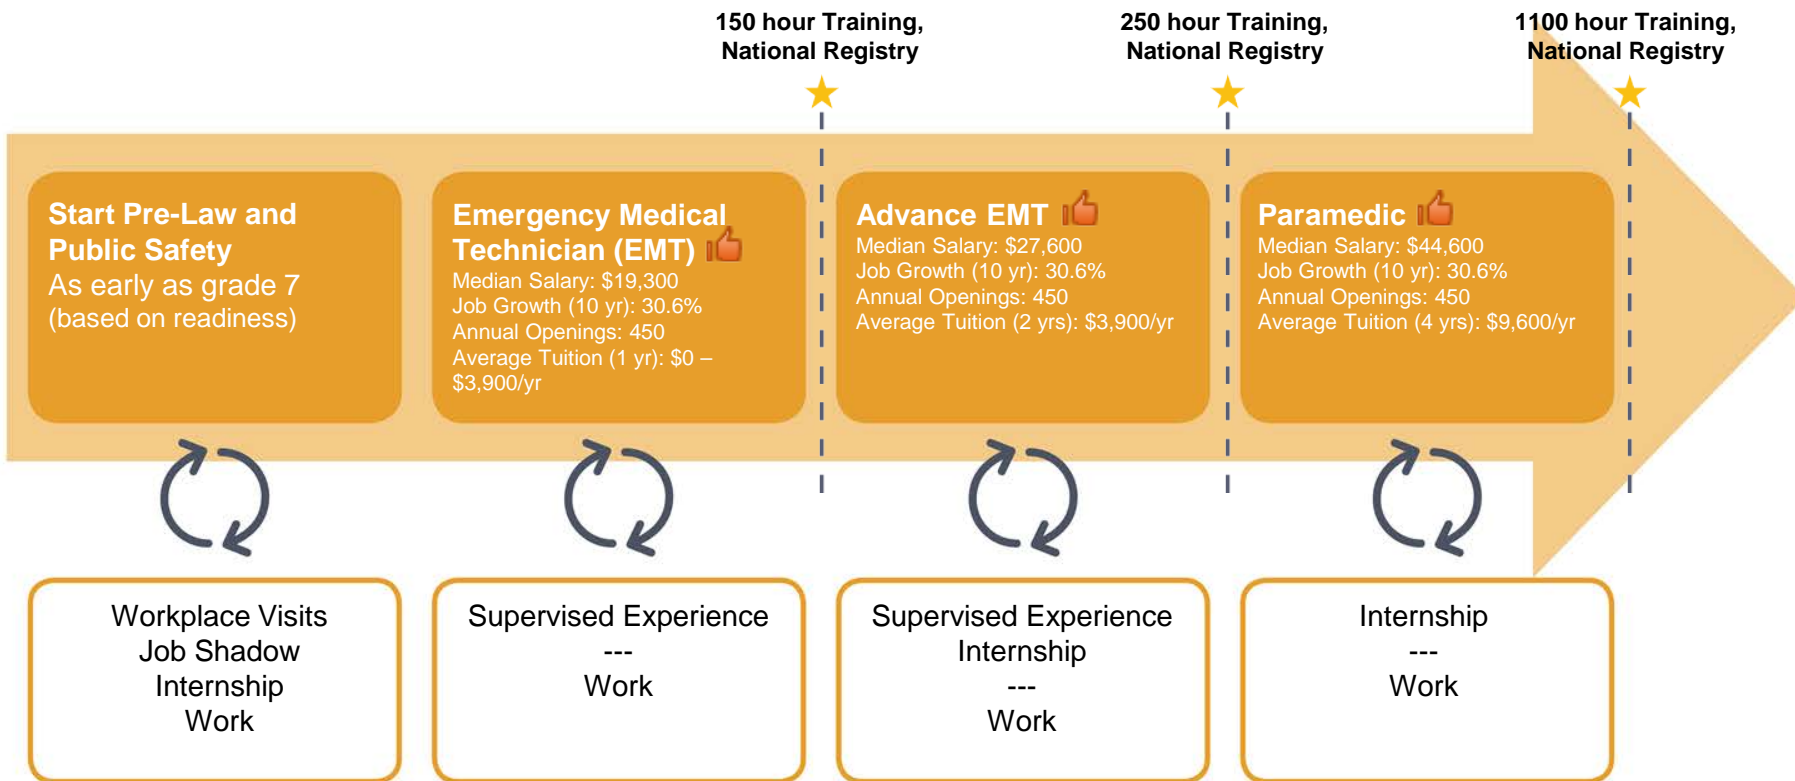 150 hour Training,
National Registry
250 hour Training,
National Registry
1100 hour Training,
National Registry
Start Pre-Law and
Public Safety
As early as grade 7
(based on readiness)
Emergency Medical
Technician (EMT)
Median Salary: $19,300
Job Growth (10 yr): 30.6%
Annual Openings: 450
Average Tuition (1 yr): $0 –
$3,900/yr
Advance EMT
Median Salary: $27,600
Job Growth (10 yr): 30.6%
Annual Openings: 450
Average Tuition (2 yrs): $3,900/yr
Paramedic
Median Salary: $44,600
Job Growth (10 yr): 30.6%
Annual Openings: 450
Average Tuition (4 yrs): $9,600/yr
Workplace Visits
Job Shadow
Internship
Work
Supervised Experience
---
Work
Supervised Experience
Internship
---
Work
Internship
---
Work